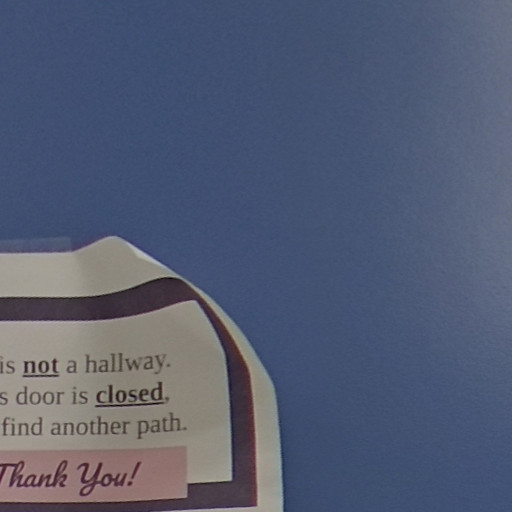 is not a hallway.
s door is closed,
find another path.
Thank You!